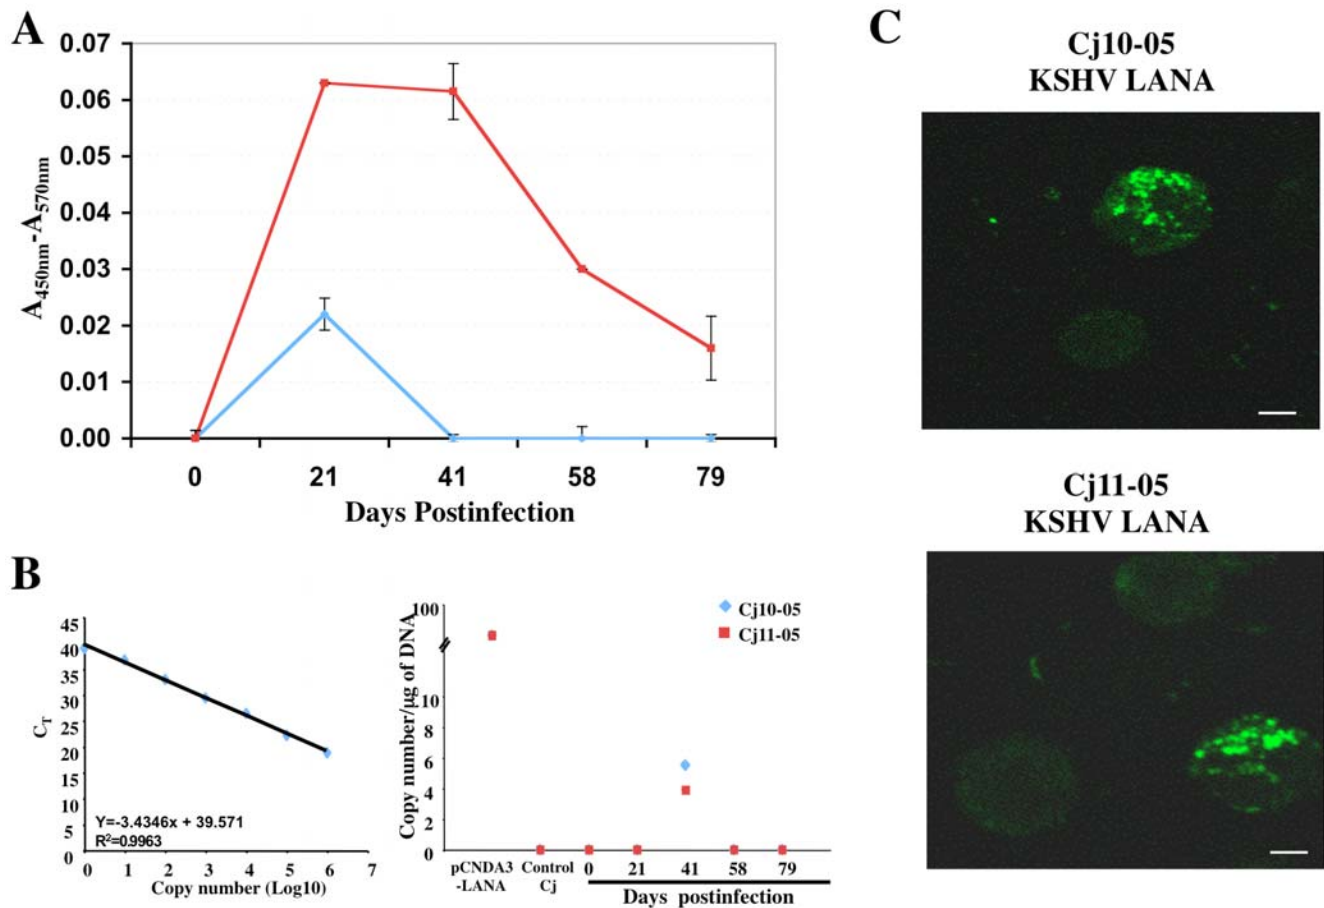 A
0.07
0.06
0.05
0.04
0.03
0.02
0.01
0.00
A450nm-A570nm
0 21 41 58 79
Days Postinfection
B
45
40
35
30
25
20
15
10
5
0
CT
Y=-3.4346x + 39.571
R2=0.9963
0 1 2 3 4 5 6 7
Copy number (Log10)
100
10
8
6
4
2
0
Copy number/µg of DNA
Cj10-05
Cj11-05
pCNDA3
-LANA
Control
Cj
0 21 41 58 79
Days postinfection
C
Cj10-05
KSHV LANA
Cj11-05
KSHV LANA